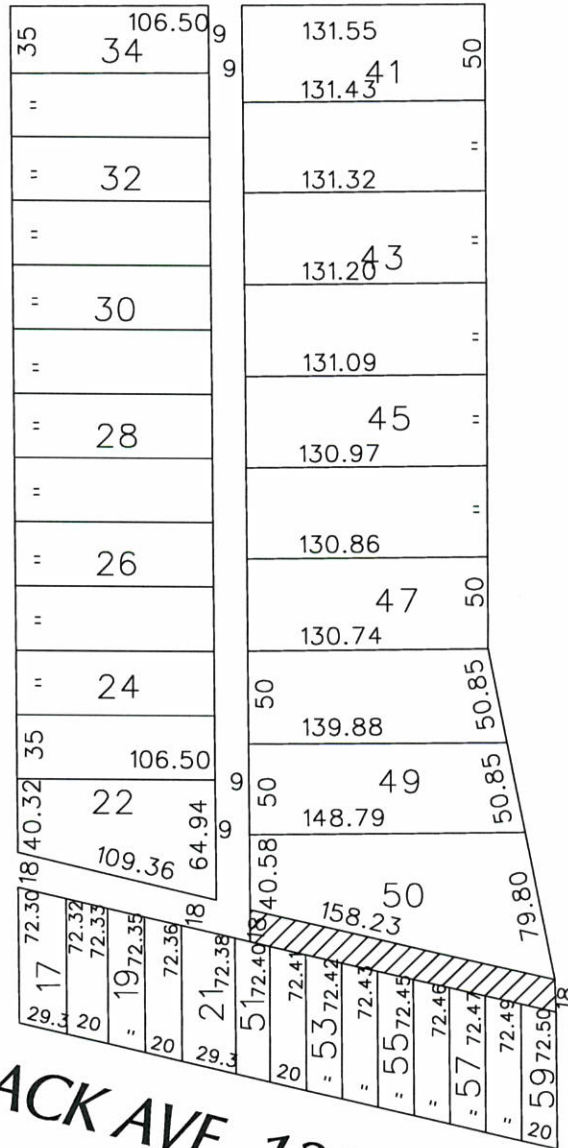 106.50 9 131.55
35 34 9 131.43 41 50
"
" 32 131.32 "
" 131.20 43 "
" 30
" 131.09 "
" 28 45 "
" 130.97
" 26 130.86 "
" 47 50
" 24 130.74
35 106.50 50 139.88 50.85
40.32 22 64.94 9 50 49 50.85
109.36 9 148.79
18 18 40.58 50 79.80
158.23
72.30 72.32 72.33 72.35 72.36 72.38 18 72.40 72.41 72.42 72.43 72.45 72.46 72.47 72.49 72.50 18
17 19 21 51 53 55 57 59
29.3 20 " 20 29.3 20 " " " " " " 20
ACK AVE.